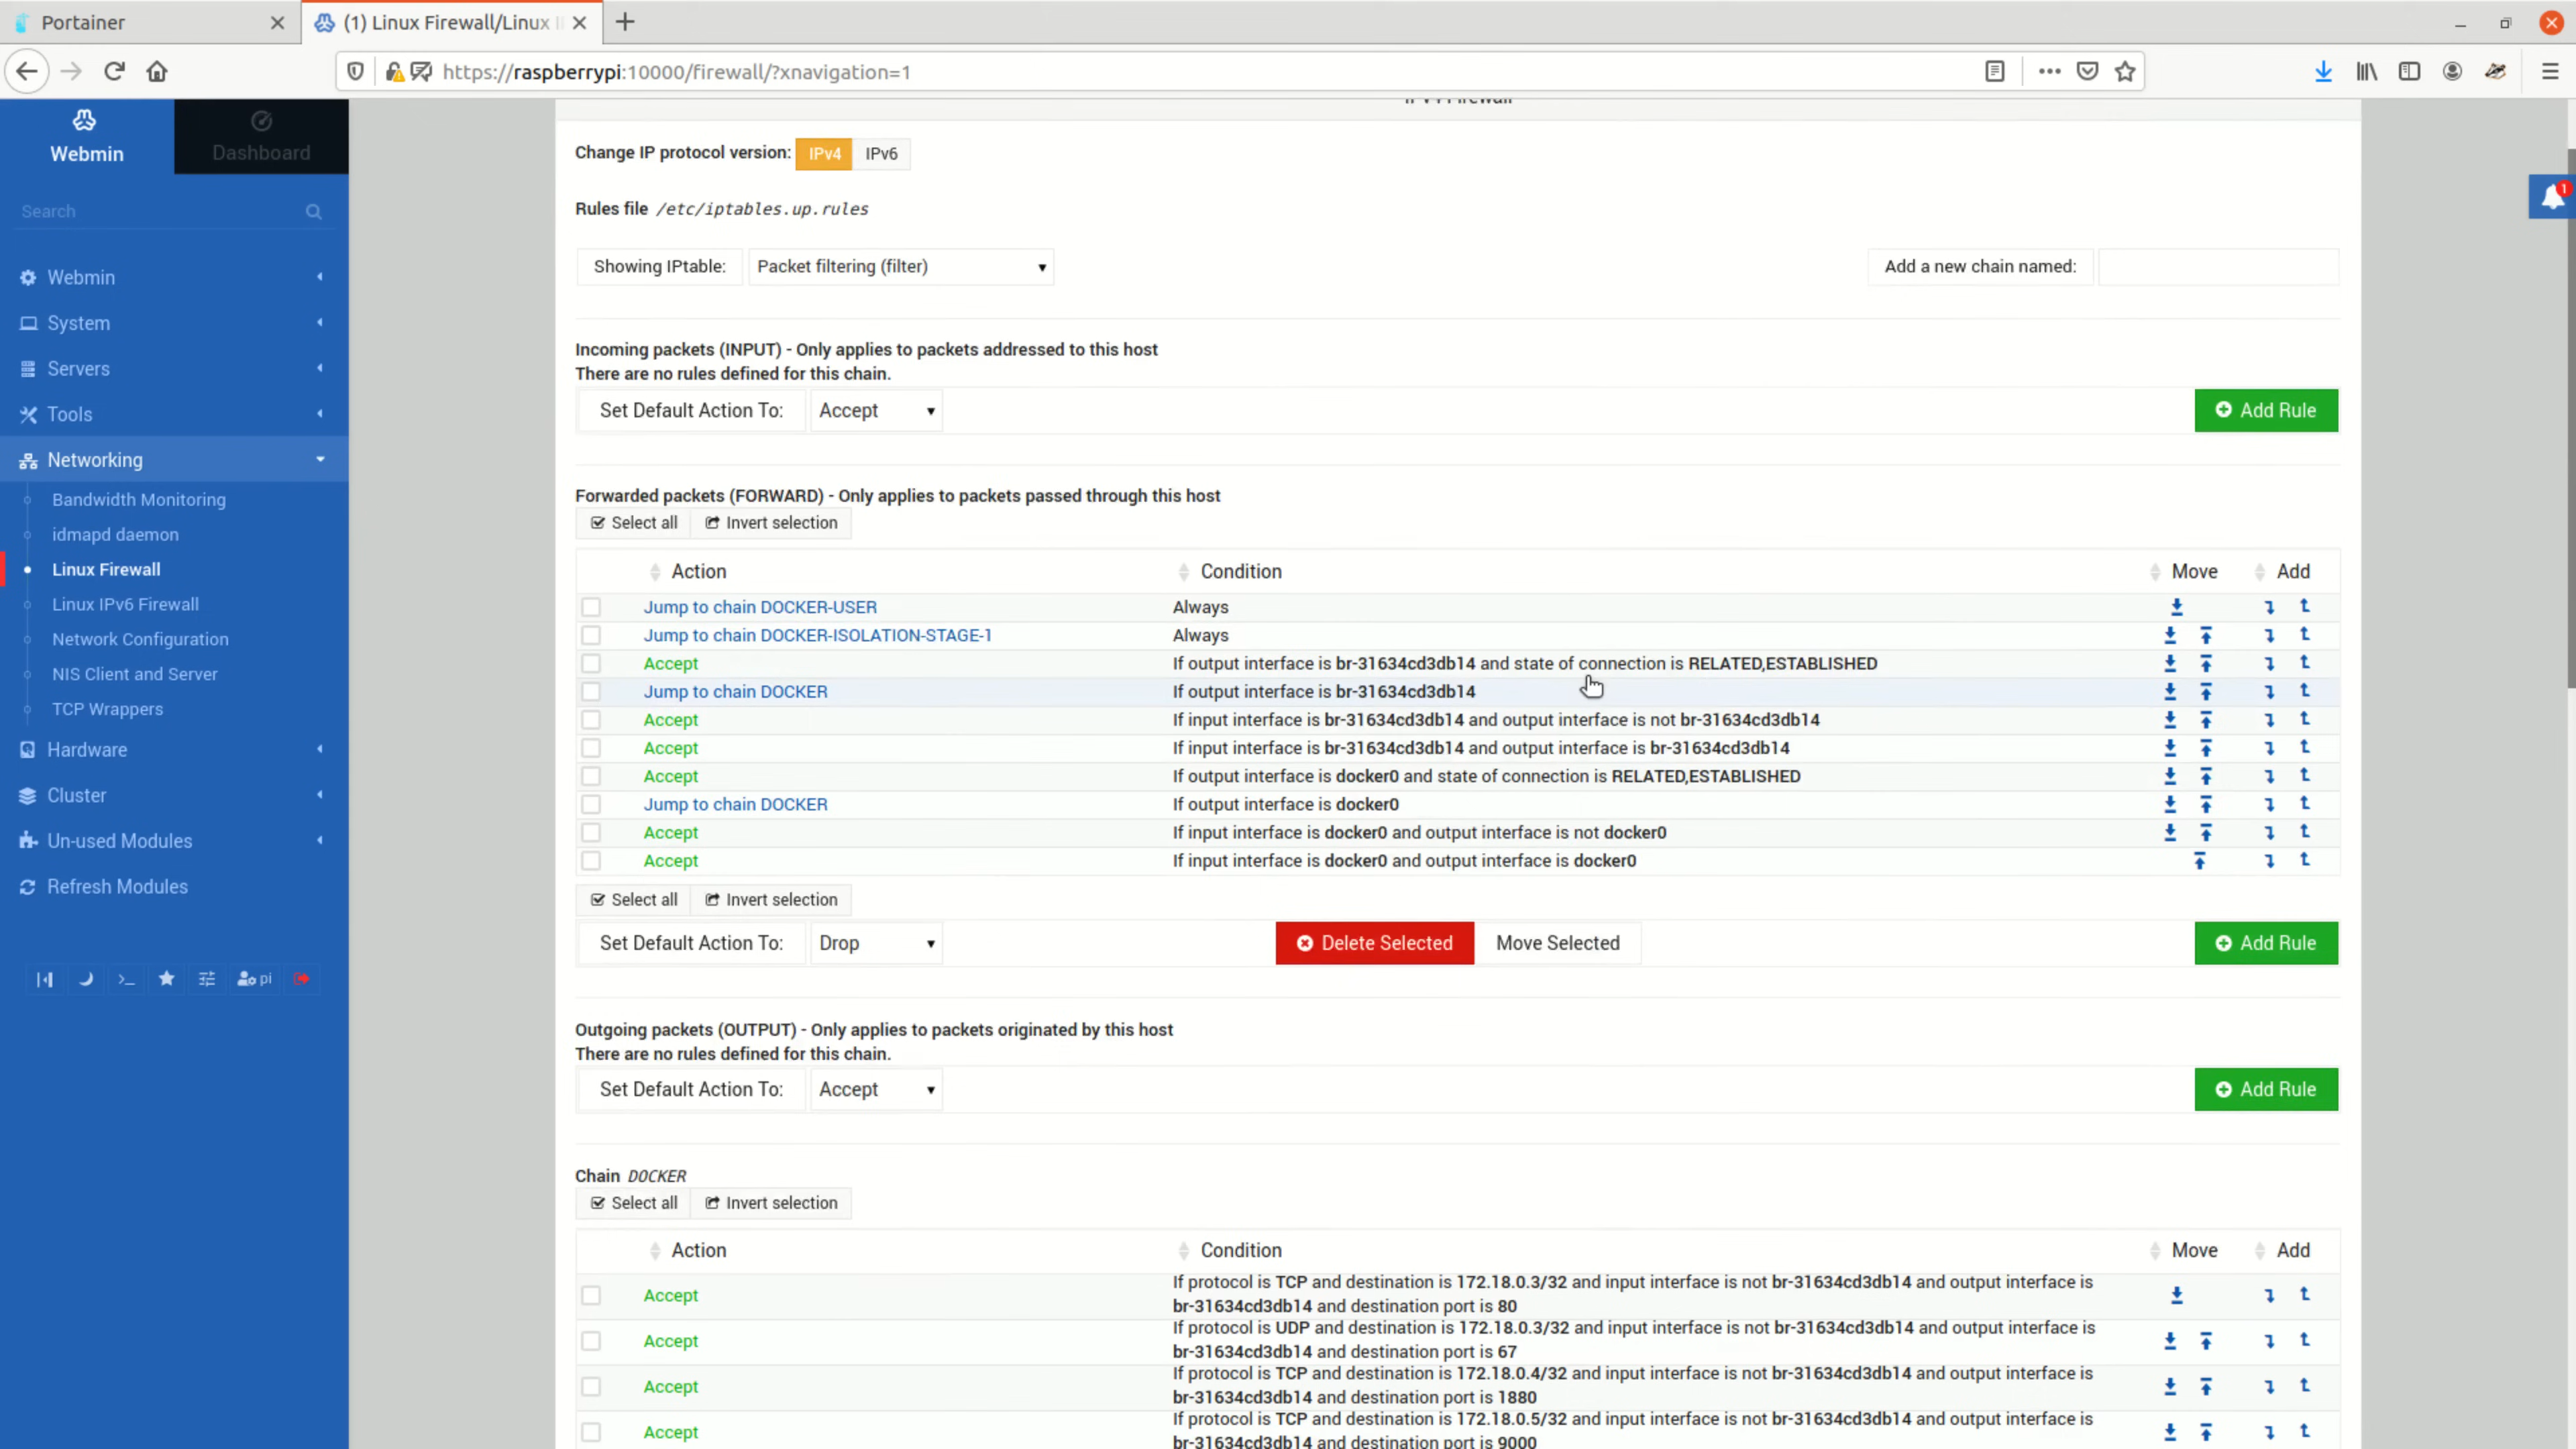 Portainer
(1) Linux Firewall/Linux I
https://raspberrypi:10000/firewall/?xnavigation=1
Webmin
Dashboard
Search
Webmin
System
Servers
Tools
Networking
Bandwidth Monitoring
idmapd daemon
Linux Firewall
Linux IPv6 Firewall
Network Configuration
NIS Client and Server
TCP Wrappers
Hardware
Cluster
Un-used Modules
Refresh Modules
pi
1
Change IP protocol version: IPv4 IPv6
Rules file /etc/iptables.up.rules
Showing IPtable: Packet filtering (filter) Add a new chain named:
Incoming packets (INPUT) - Only applies to packets addressed to this host
There are no rules defined for this chain.
Set Default Action To: Accept Add Rule
Forwarded packets (FORWARD) - Only applies to packets passed through this host
Select all Invert selection
Action Condition Move Add
Jump to chain DOCKER-USER Always
Jump to chain DOCKER-ISOLATION-STAGE-1 Always
Accept If output interface is br-31634cd3db14 and state of connection is RELATED,ESTABLISHED
Jump to chain DOCKER If output interface is br-31634cd3db14
Accept If input interface is br-31634cd3db14 and output interface is not br-31634cd3db14
Accept If input interface is br-31634cd3db14 and output interface is br-31634cd3db14
Accept If output interface is docker0 and state of connection is RELATED,ESTABLISHED
Jump to chain DOCKER If output interface is docker0
Accept If input interface is docker0 and output interface is not docker0
Accept If input interface is docker0 and output interface is docker0
Select all Invert selection
Set Default Action To: Drop Delete Selected Move Selected Add Rule
Outgoing packets (OUTPUT) - Only applies to packets originated by this host
There are no rules defined for this chain.
Set Default Action To: Accept Add Rule
Chain DOCKER
Select all Invert selection
Action Condition Move Add
Accept If protocol is TCP and destination is 172.18.0.3/32 and input interface is not br-31634cd3db14 and output interface is
br-31634cd3db14 and destination port is 80
Accept If protocol is UDP and destination is 172.18.0.3/32 and input interface is not br-31634cd3db14 and output interface is
br-31634cd3db14 and destination port is 67
Accept If protocol is TCP and destination is 172.18.0.4/32 and input interface is not br-31634cd3db14 and output interface is
br-31634cd3db14 and destination port is 1880
Accept If protocol is TCP and destination is 172.18.0.5/32 and input interface is not br-31634cd3db14 and output interface is
br-31634cd3db14 and destination port is 9000